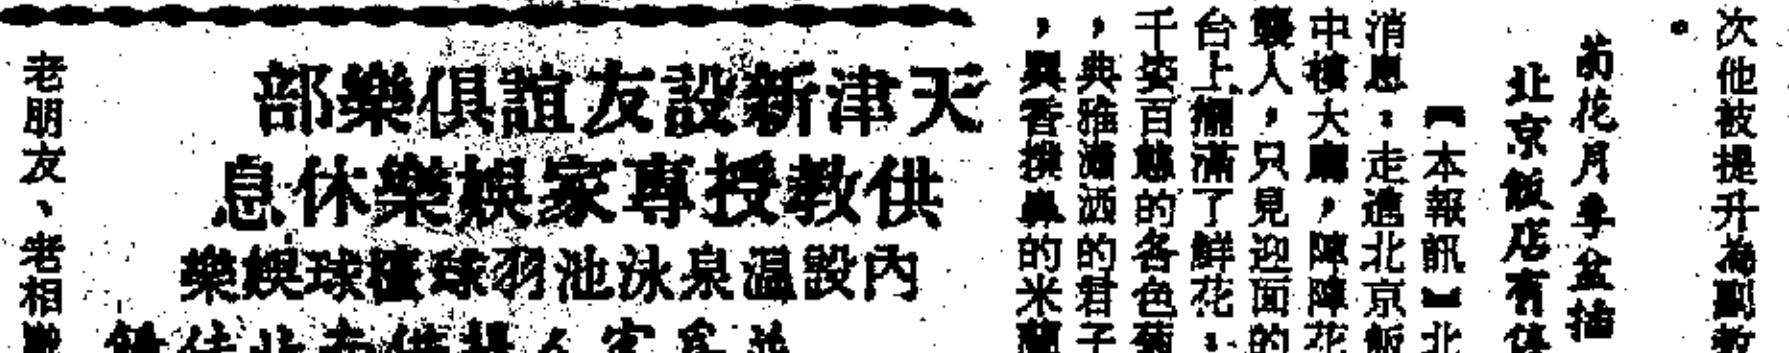 次他被提升為副教
。
菊花月季盆插
北京飯店有售
【本報訊】北
消息：走進北京飯
中樓大廳，陣陣花
襲人，只見迎面的
台上擺滿了鮮花：
千姿百態的各色菊
，典雅瀟洒的君子
，異香撲鼻的米蘭
天津新設友誼俱樂部
供教授專家娛樂休息
內設溫泉泳池羽球檯球娛樂
老朋友、老相